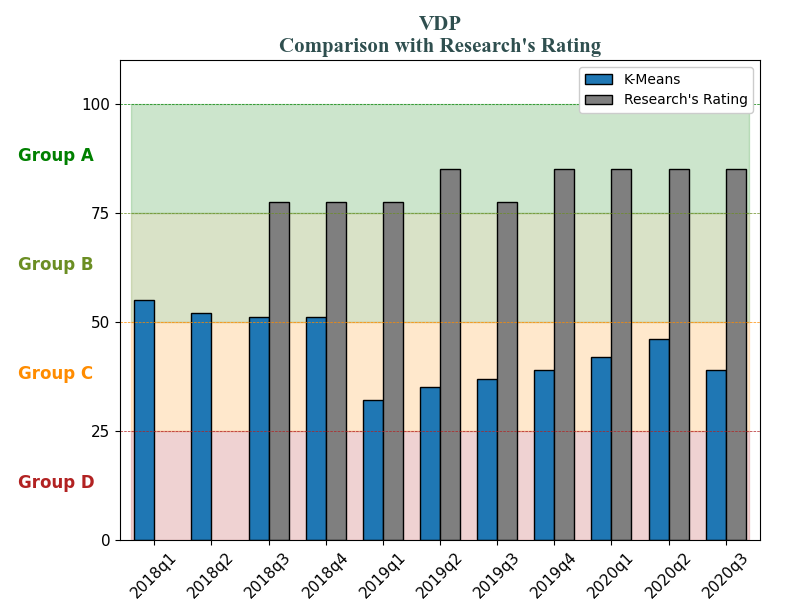 VDP
Comparison with Research's Rating
K-Means
Research's Rating
100
Group A
75
Group B
50
Group C
25
Group D
0
2018q1 2018q2 2018q3 2018q4 2019q1 2019q2 2019q3 2019q4 2020q1 2020q2 2020q3